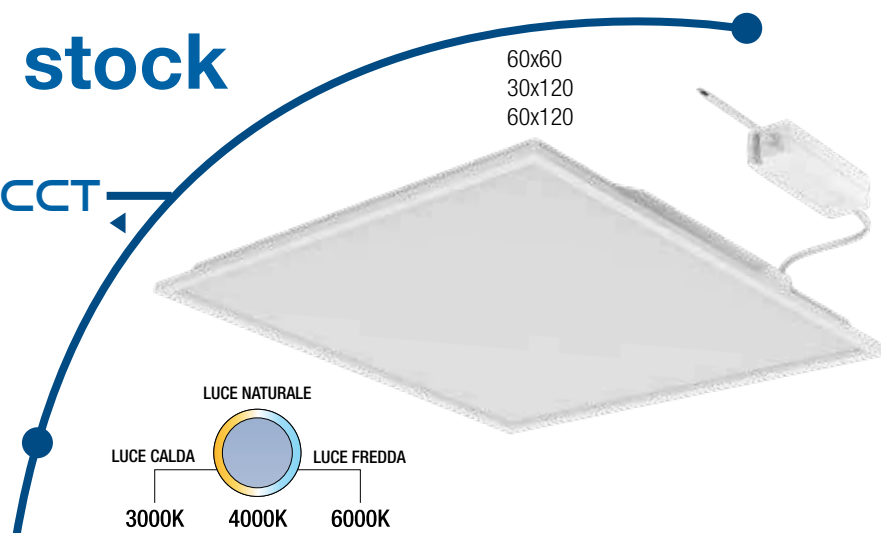 stock
60x60
30x120
60x120
CCT
LUCE NATURALE
LUCE CALDA
LUCE FREDDA
3000K
4000K
6000K